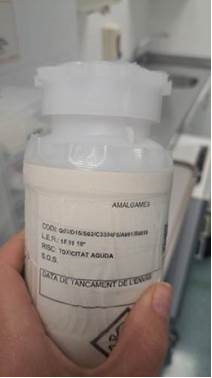 AMALGAMES
CODI:
L.E.R.: 18 01 10*
RISC: TOXICITAT AGUDA
S.O.S.
DATA DE TANCAMENT DE L'ENVÀS